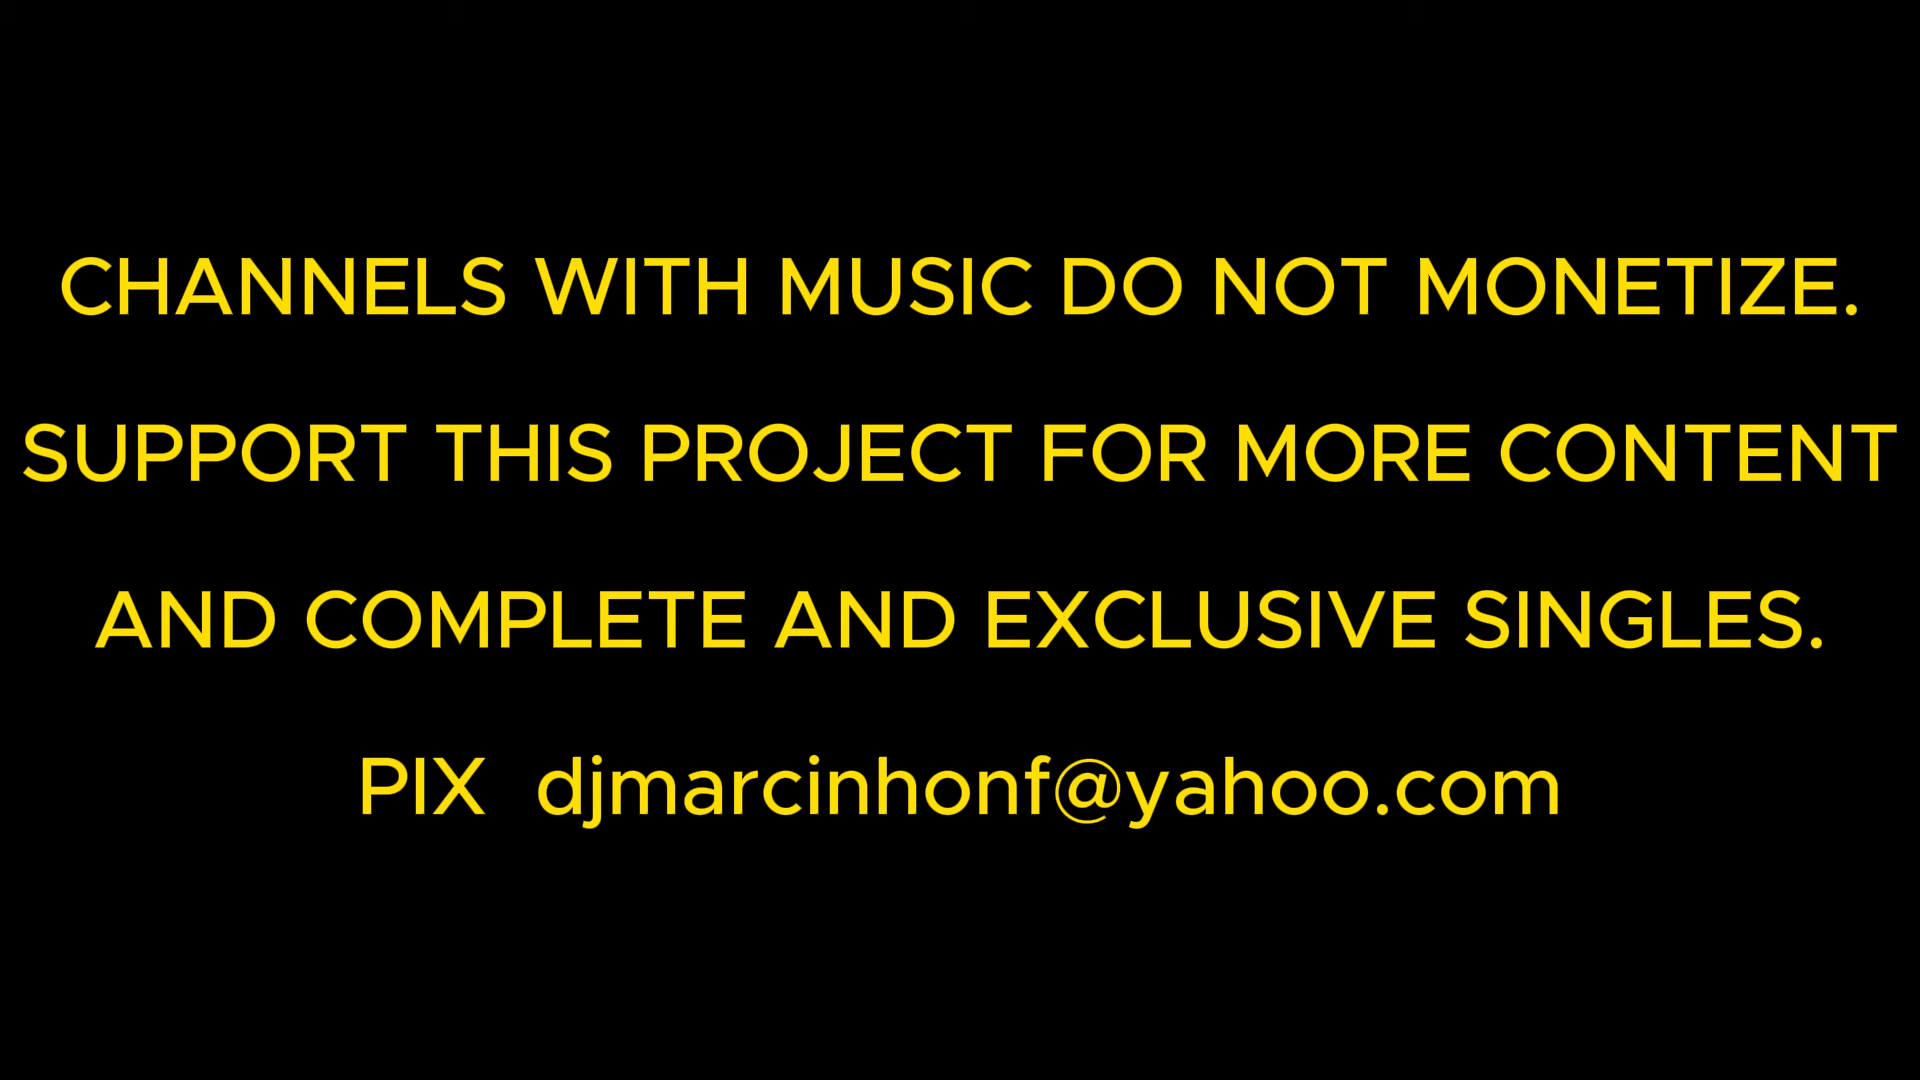 CHANNELS WITH MUSIC DO NOT MONETIZE.
SUPPORT THIS PROJECT FOR MORE CONTENT
AND COMPLETE AND EXCLUSIVE SINGLES.
PIX djmarcinhonf@yahoo.com